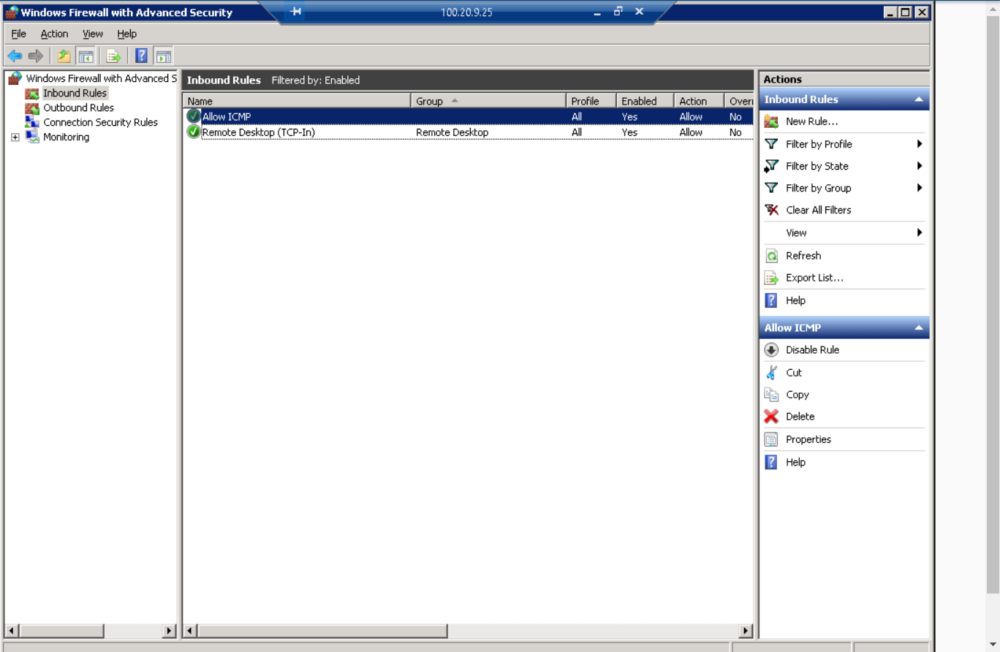 Windows Firewall with Advanced Security
100.20.9.25
File Action View Help
Windows Firewall with Advanced S
Inbound Rules
Outbound Rules
Connection Security Rules
Monitoring
Inbound Rules Filtered by: Enabled
Name Group Profile Enabled Action Overr
Allow ICMP All Yes Allow No
Remote Desktop (TCP-In) Remote Desktop All Yes Allow No
Actions
Inbound Rules
New Rule...
Filter by Profile
Filter by State
Filter by Group
Clear All Filters
View
Refresh
Export List...
Help
Allow ICMP
Disable Rule
Cut
Copy
Delete
Properties
Help